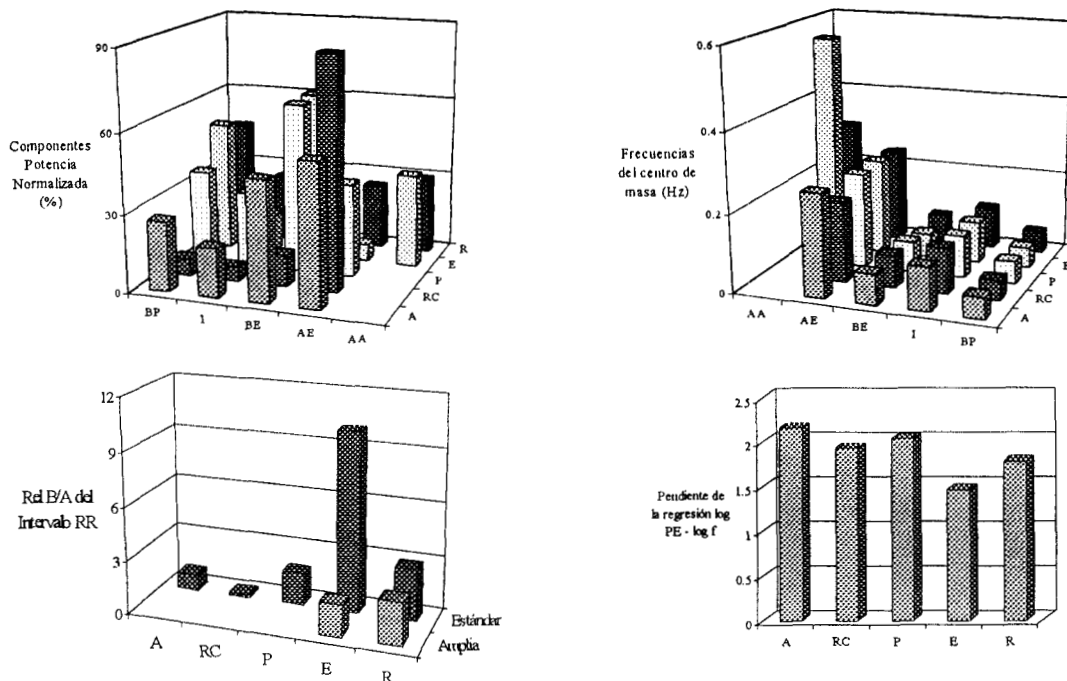 90
60
30
0
Componentes
Potencia
Normalizada
(%)
BP
I
BE
AE
AA
A
RC
P
E
R
0.6
0.4
0.2
0
Frecuencias
del centro de
masa (Hz)
AA
AE
BE
I
BP
A
RC
P
12
9
6
3
0
Rel B/A del
Intervalo RR
A
RC
P
E
R
Estándar
Amplia
2.5
2
1.5
1
0.5
0
Pendiente de
la regresión log
PE - log f
A
RC
P
E
R